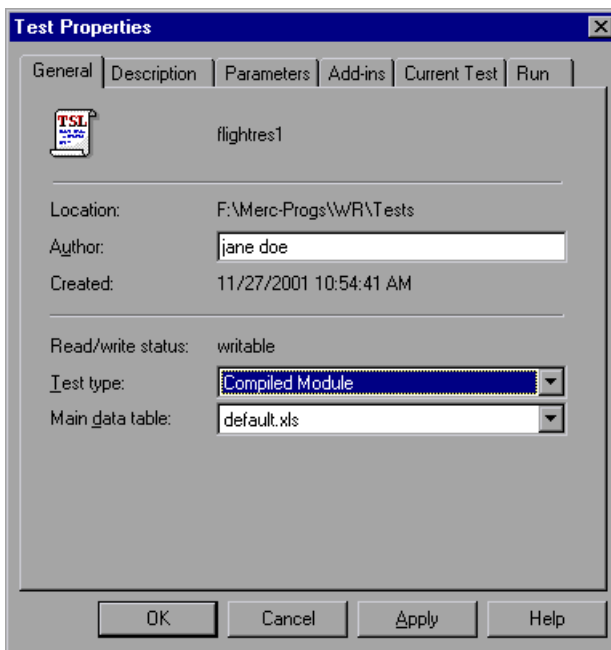 Test Properties
General Description Parameters Add-ins Current Test Run
TSL
flightres1
Location: F:\Merc-Progs\WR\Tests
Author: jane doe
Created: 11/27/2001 10:54:41 AM
Read/write status: writable
Test type: Compiled Module
Main data table: default.xls
OK Cancel Apply Help